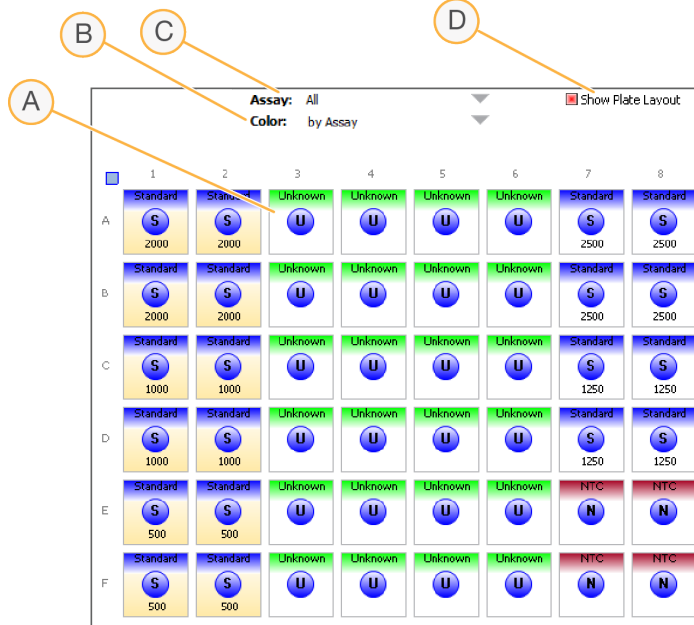 D
B C
A
Assay: All Show Plate Layout
Color: by Assay
1 2 3 4 5 6 7 8
Standard Standard Unknown Unknown Unknown Unknown Standard Standard
A S S U U U U S S
2000 2000 2500 2500
Standard Standard Unknown Unknown Unknown Unknown Standard Standard
B S S U U U U S S
2000 2000 2500 2500
Standard Standard Unknown Unknown Unknown Unknown Standard Standard
C S S U U U U S S
1000 1000 1250 1250
Standard Standard Unknown Unknown Unknown Unknown Standard Standard
D S S U U U U S S
1000 1000 1250 1250
Standard Standard Unknown Unknown Unknown Unknown NTC NTC
E S S U U U U N N
500 500
Standard Standard Unknown Unknown Unknown Unknown NTC NTC
F S S U U U U N N
500 500